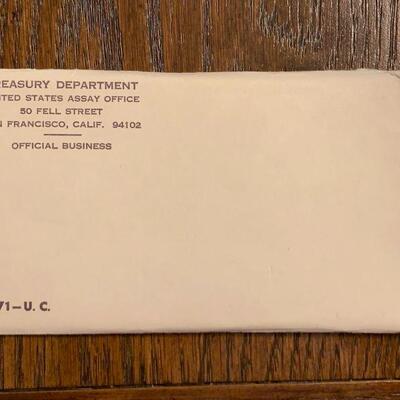 REASURY DEPARTMENT
ITED STATES ASSAY OFFICE
50 FELL STREET
N FRANCISCO, CALIF. 94102
OFFICIAL BUSINESS
71–U. C.